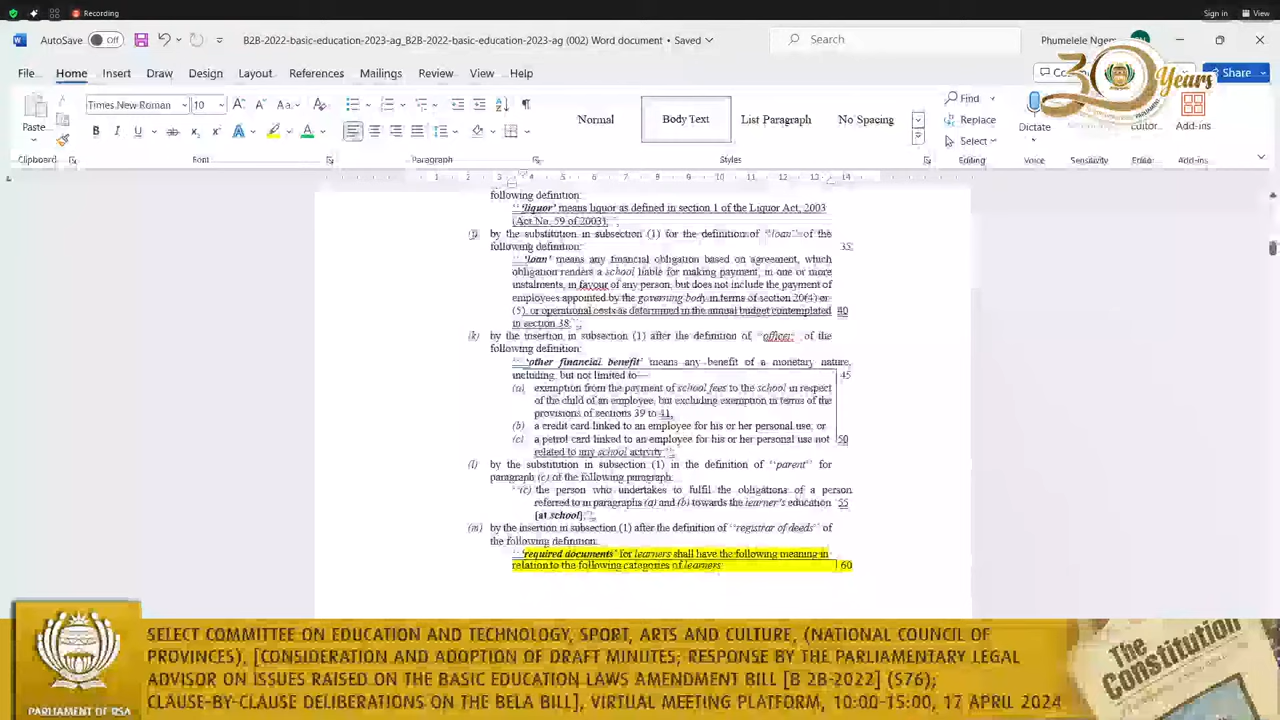 Recording
Sign in
View
AutoSave
Off
B2B-2022-basic-education-2023-ag_B2B-2022-basic-education-2023-ag (002) Word document • Saved
Search
Phumelele Ngem
30 Years
File
Home
Insert
Draw
Design
Layout
References
Mailings
Review
View
Help
Share
Times New Roman
10
Paste
Normal
Body Text
List Paragraph
No Spacing
Find
Replace
Select
Dictate
Editor
Add-ins
Clipboard
Font
Paragraph
Styles
Editing
Voice
Sensitivity
Add-ins
1 2 3 4 5 6 7 8 9 10 11 12 13 14
following definition:
‘‘‘liquor’ means liquor as defined in section 1 of the Liquor Act, 2003
(Act No. 59 of 2003);
(j) by the substitution in subsection (1) for the definition of ‘‘loan’’ of the
following definition: 35
‘‘‘loan’ means any financial obligation based on agreement, which
obligation renders a school liable for making payment, in one or more
instalments, in favour of any person, but does not include the payment of
employees appointed by the governing body in terms of section 20(4) or
(5), or operational costs as determined in the annual budget contemplated 40
in section 38;’’;
(k) by the insertion in subsection (1) after the definition of ‘‘officer’’ of the
following definition:
‘‘‘other financial benefit’ means any benefit of a monetary nature,
including, but not limited to— 45
(a) exemption from the payment of school fees to the school in respect
of the child of an employee, but excluding exemption in terms of the
provisions of sections 39 to 41;
(b) a credit card linked to an employee for his or her personal use; or
(c) a petrol card linked to an employee for his or her personal use not 50
related to any school activity’’;
(l) by the substitution in subsection (1) in the definition of ‘‘parent’’ for
paragraph (c) of the following paragraph:
‘‘(c) the person who undertakes to fulfil the obligations of a person
referred to in paragraphs (a) and (b) towards the learner’s education 55
[at school];’’;
(m) by the insertion in subsection (1) after the definition of ‘‘registrar of deeds’’ of
the following definition:
‘‘‘required documents’ for learners shall have the following meaning in
relation to the following categories of learners: 60
SELECT COMMITTEE ON EDUCATION AND TECHNOLOGY, SPORT, ARTS AND CULTURE, (NATIONAL COUNCIL OF
PROVINCES), [CONSIDERATION AND ADOPTION OF DRAFT MINUTES; RESPONSE BY THE PARLIAMENTARY LEGAL
ADVISOR ON ISSUES RAISED ON THE BASIC EDUCATION LAWS AMENDMENT BILL [B 2B-2022] (S76);
CLAUSE-BY-CLAUSE DELIBERATIONS ON THE BELA BILL], VIRTUAL MEETING PLATFORM, 10:00-15:00, 17 APRIL 2024
PARLIAMENT OF RSA
The
Constitution